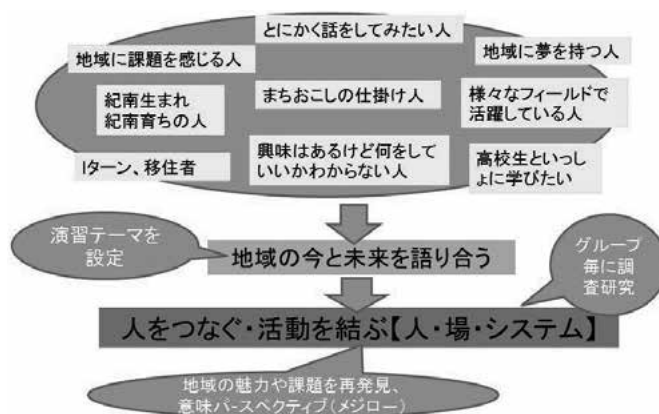 とにかく話をしてみたい人
地域に課題を感じる人
地域に夢を持つ人
紀南生まれ
紀南育ちの人
まちおこしの仕掛け人
様々なフィールドで
活躍している人
Iターン、移住者
興味はあるけど何をして
いいかわからない人
高校生といっし
ょに学びたい
演習テーマを
設定
地域の今と未来を語り合う
グループ
毎に調
査研究
人をつなぐ・活動を結ぶ【人・場・システム】
地域の魅力や課題を再発見、
意味パースペクティブ(メジロー)